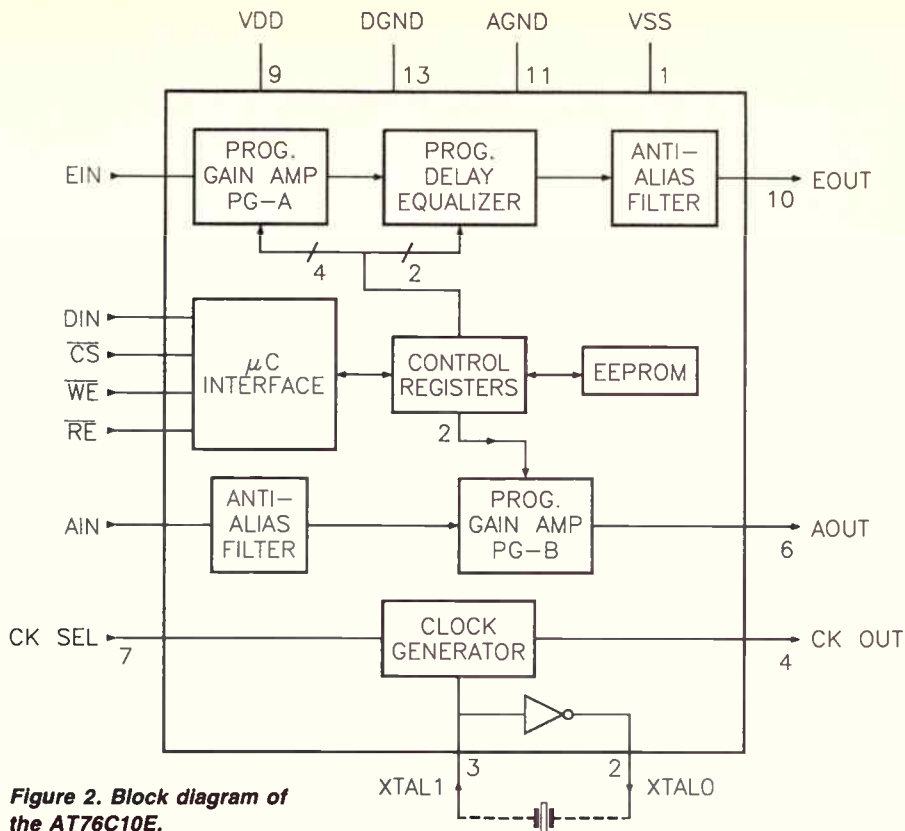 VDD DGND AGND VSS
9 13 11 1
EIN
PROG.
GAIN AMP
PG-A
PROG.
DELAY
EQUALIZER
ANTI-
ALIAS
FILTER
10
EOUT
4 2
DIN
CS
WE
RE
μC
INTERFACE
CONTROL
REGISTERS
EEPROM
2
AIN
ANTI-
ALIAS
FILTER
PROG.
GAIN AMP
PG-B
6
AOUT
CK SEL
7
CLOCK
GENERATOR
4
CK OUT
3 2
XTAL1 XTALO
Figure 2. Block diagram of
the AT76C10E.